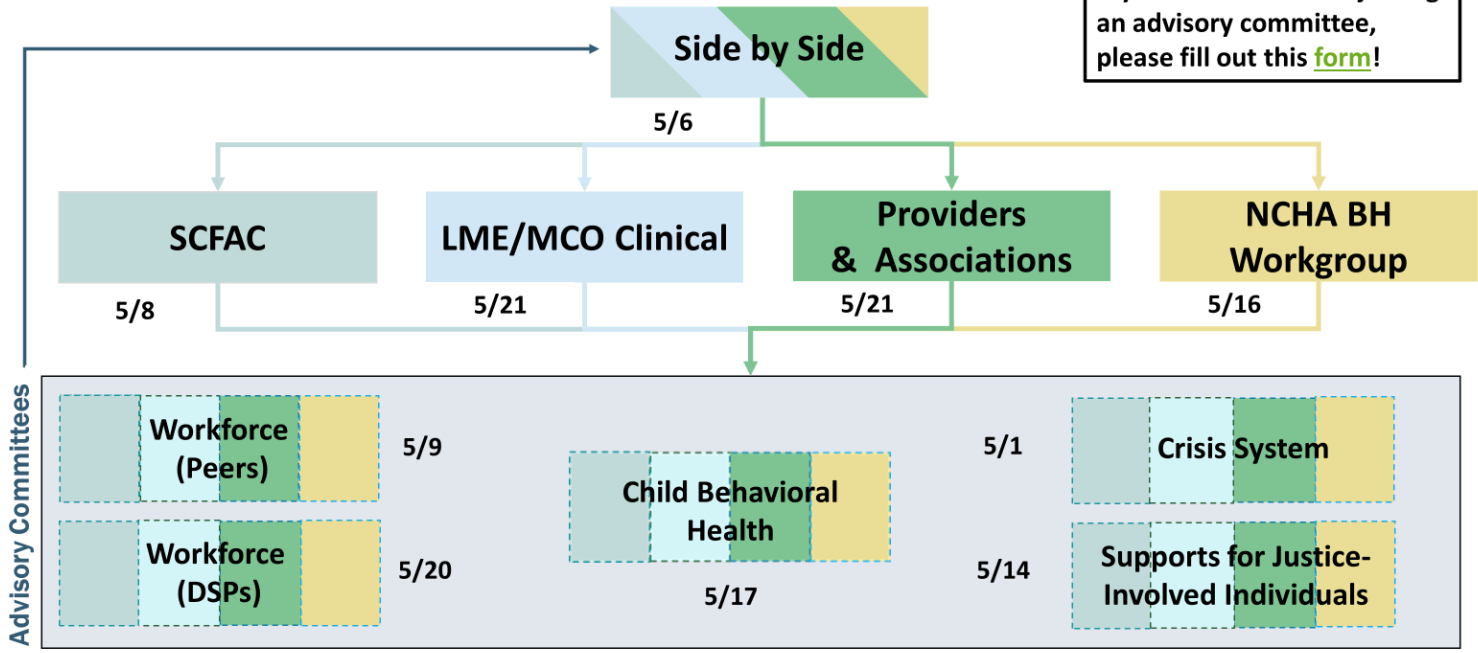 an advisory committee,
please fill out this form!
Side by Side
5/6
SCFAC
LME/MCO Clinical
Providers
& Associations
NCHA BH
Workgroup
5/8
5/21
5/21
5/16
Advisory Committees
Workforce
(Peers)
5/9
Workforce
(DSPs)
5/20
Child Behavioral
Health
5/17
5/1
Crisis System
5/14
Supports for Justice-
Involved Individuals